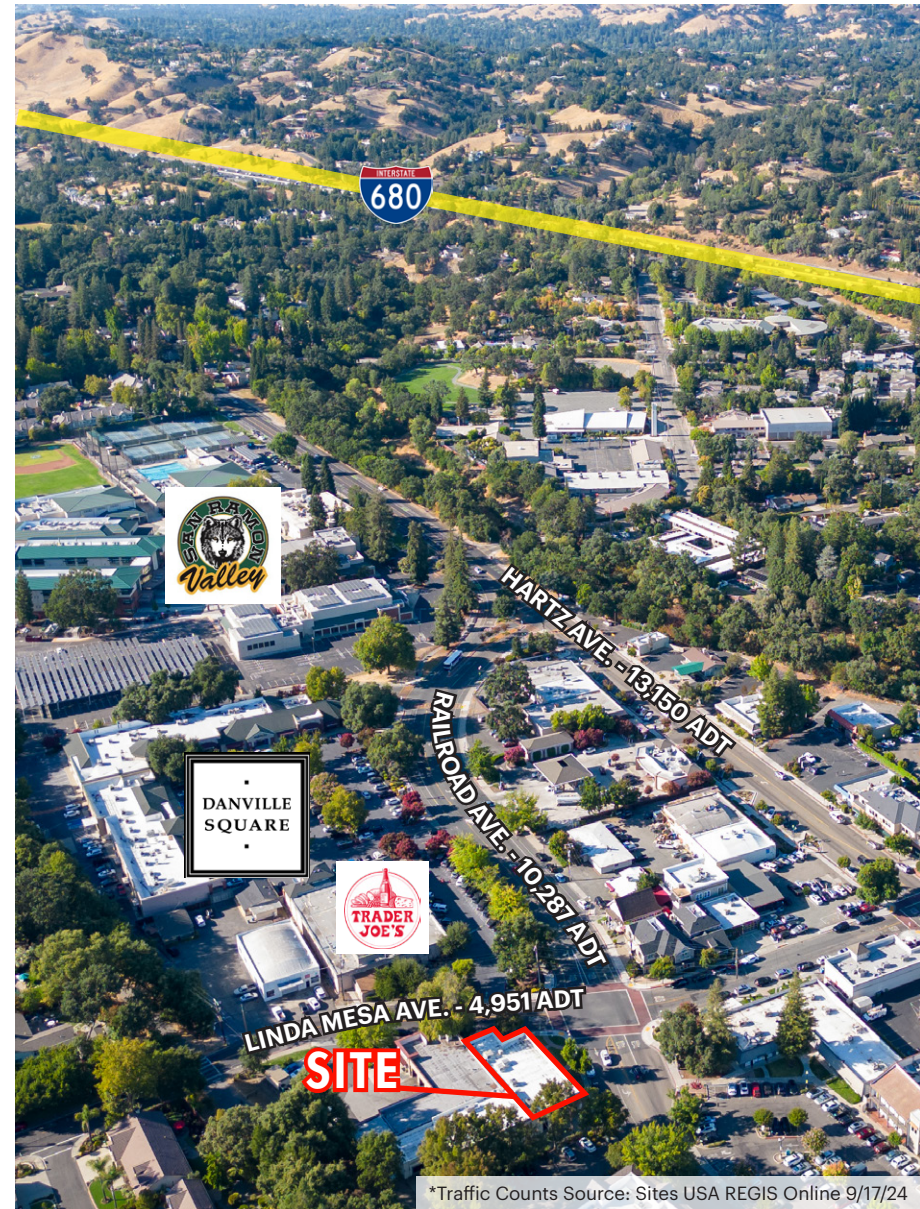 INTERSTATE
680
SAN RAMON
Valley
HARTZ AVE. - 13,150 ADT
RAILROAD AVE. - 10,287 ADT
DANVILLE
SQUARE
TRADER
JOE'S
LINDA MESA AVE. - 4,951 ADT
SITE
*Traffic Counts Source: Sites USA REGIS Online 9/17/24